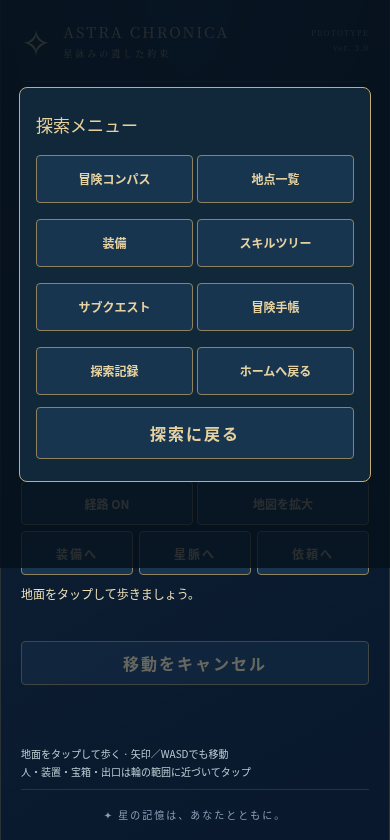 ASTRA CHRONICA
星詠みの遺した約束
PROTOTYPE
ver .1.0
探索メニュー
冒険コンパス
地点一覧
装備
スキルツリー
サブクエスト
冒険手帳
探索記録
ホームへ戻る
探索に戻る
経路 ON
地図を拡大
装備へ
星脈へ
依頼へ
地面をタップして歩きましょう。
移動をキャンセル
地面をタップして歩く · 矢印／WASDでも移動
人・装置・宝箱・出口は輪の範囲に近づいてタップ
✦ 星の記憶は、あなたとともに。